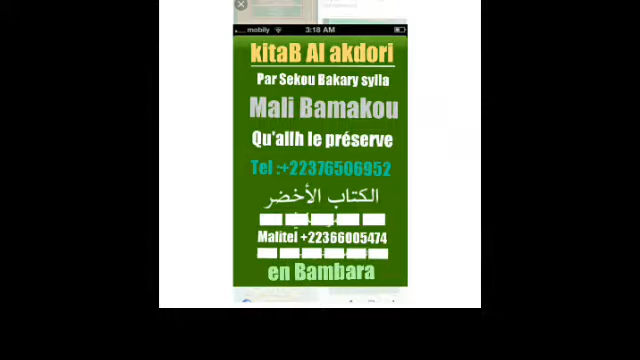 mobily 3:18 AM
kitaB Al akdori
Par Sekou Bakary sylla
Mali Bamakou
Qu'allh le préserve
Tel :+22376506952
الكتاب الأخضر
Malitel +22366005474
en Bambara